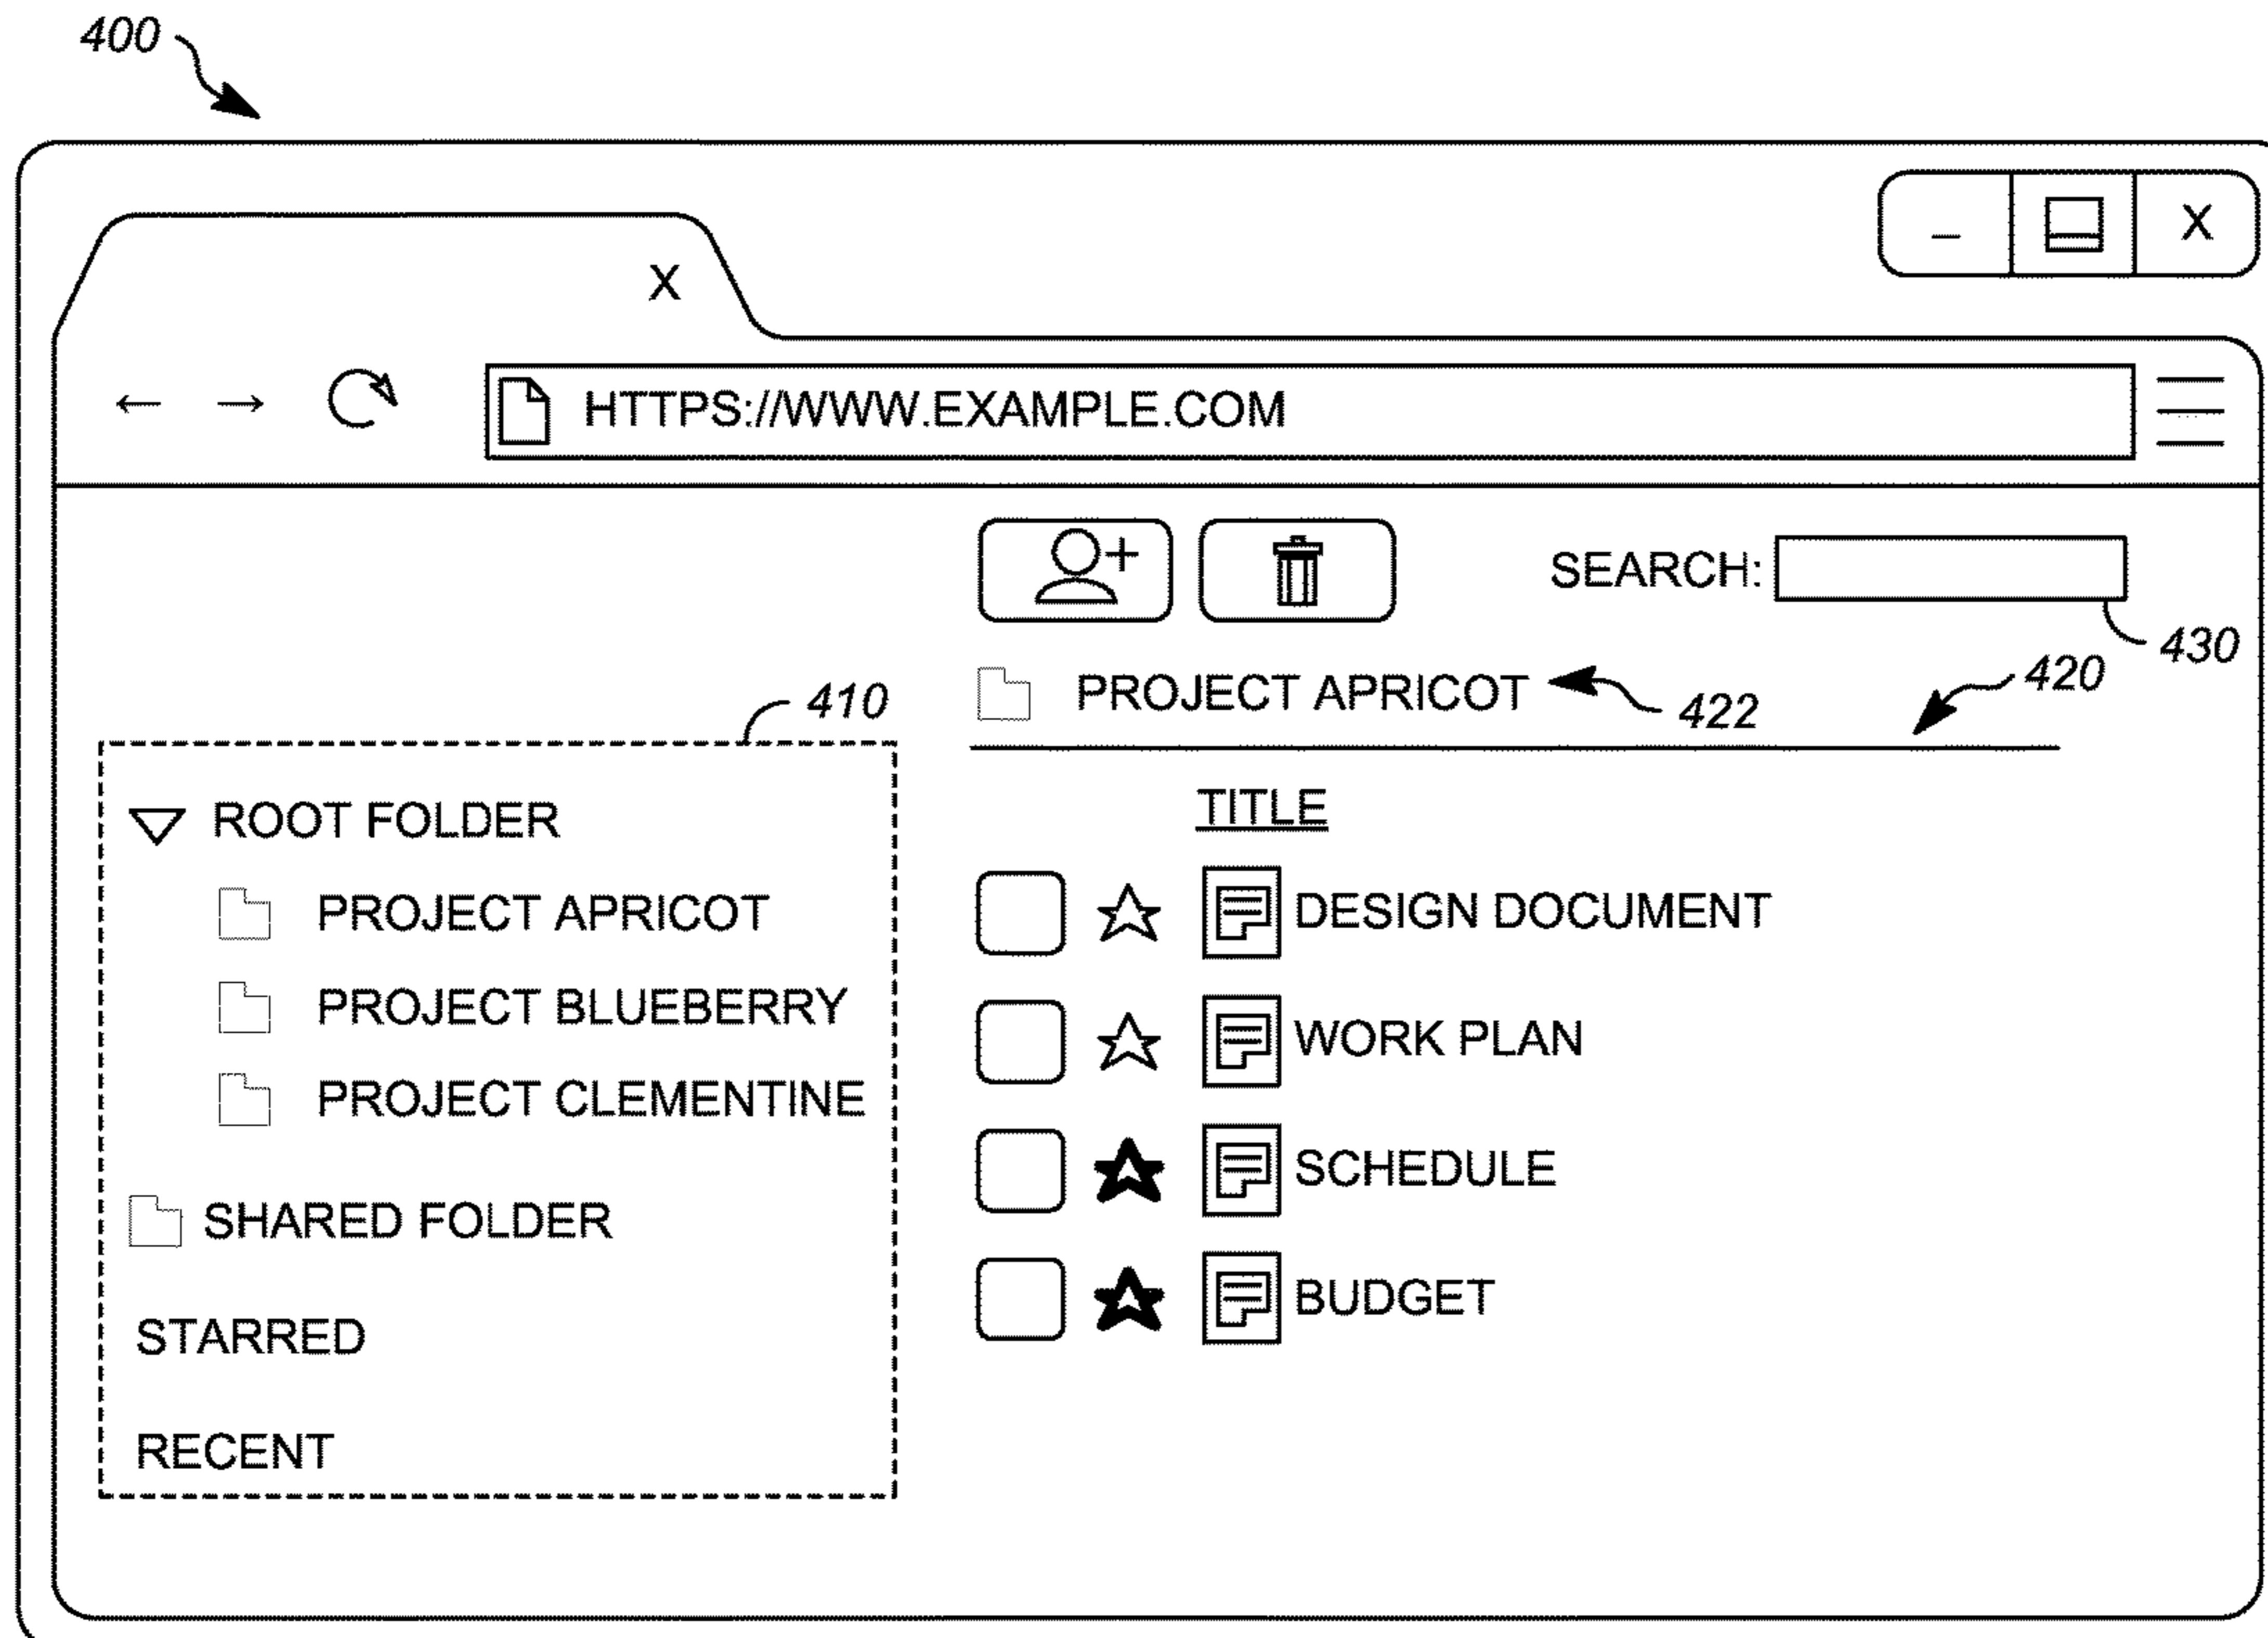 400
X
_ X
HTTPS://WWW.EXAMPLE.COM
SEARCH:
430
PROJECT APRICOT
422
420
410
ROOT FOLDER
PROJECT APRICOT
PROJECT BLUEBERRY
PROJECT CLEMENTINE
SHARED FOLDER
STARRED
RECENT
TITLE
DESIGN DOCUMENT
WORK PLAN
SCHEDULE
BUDGET